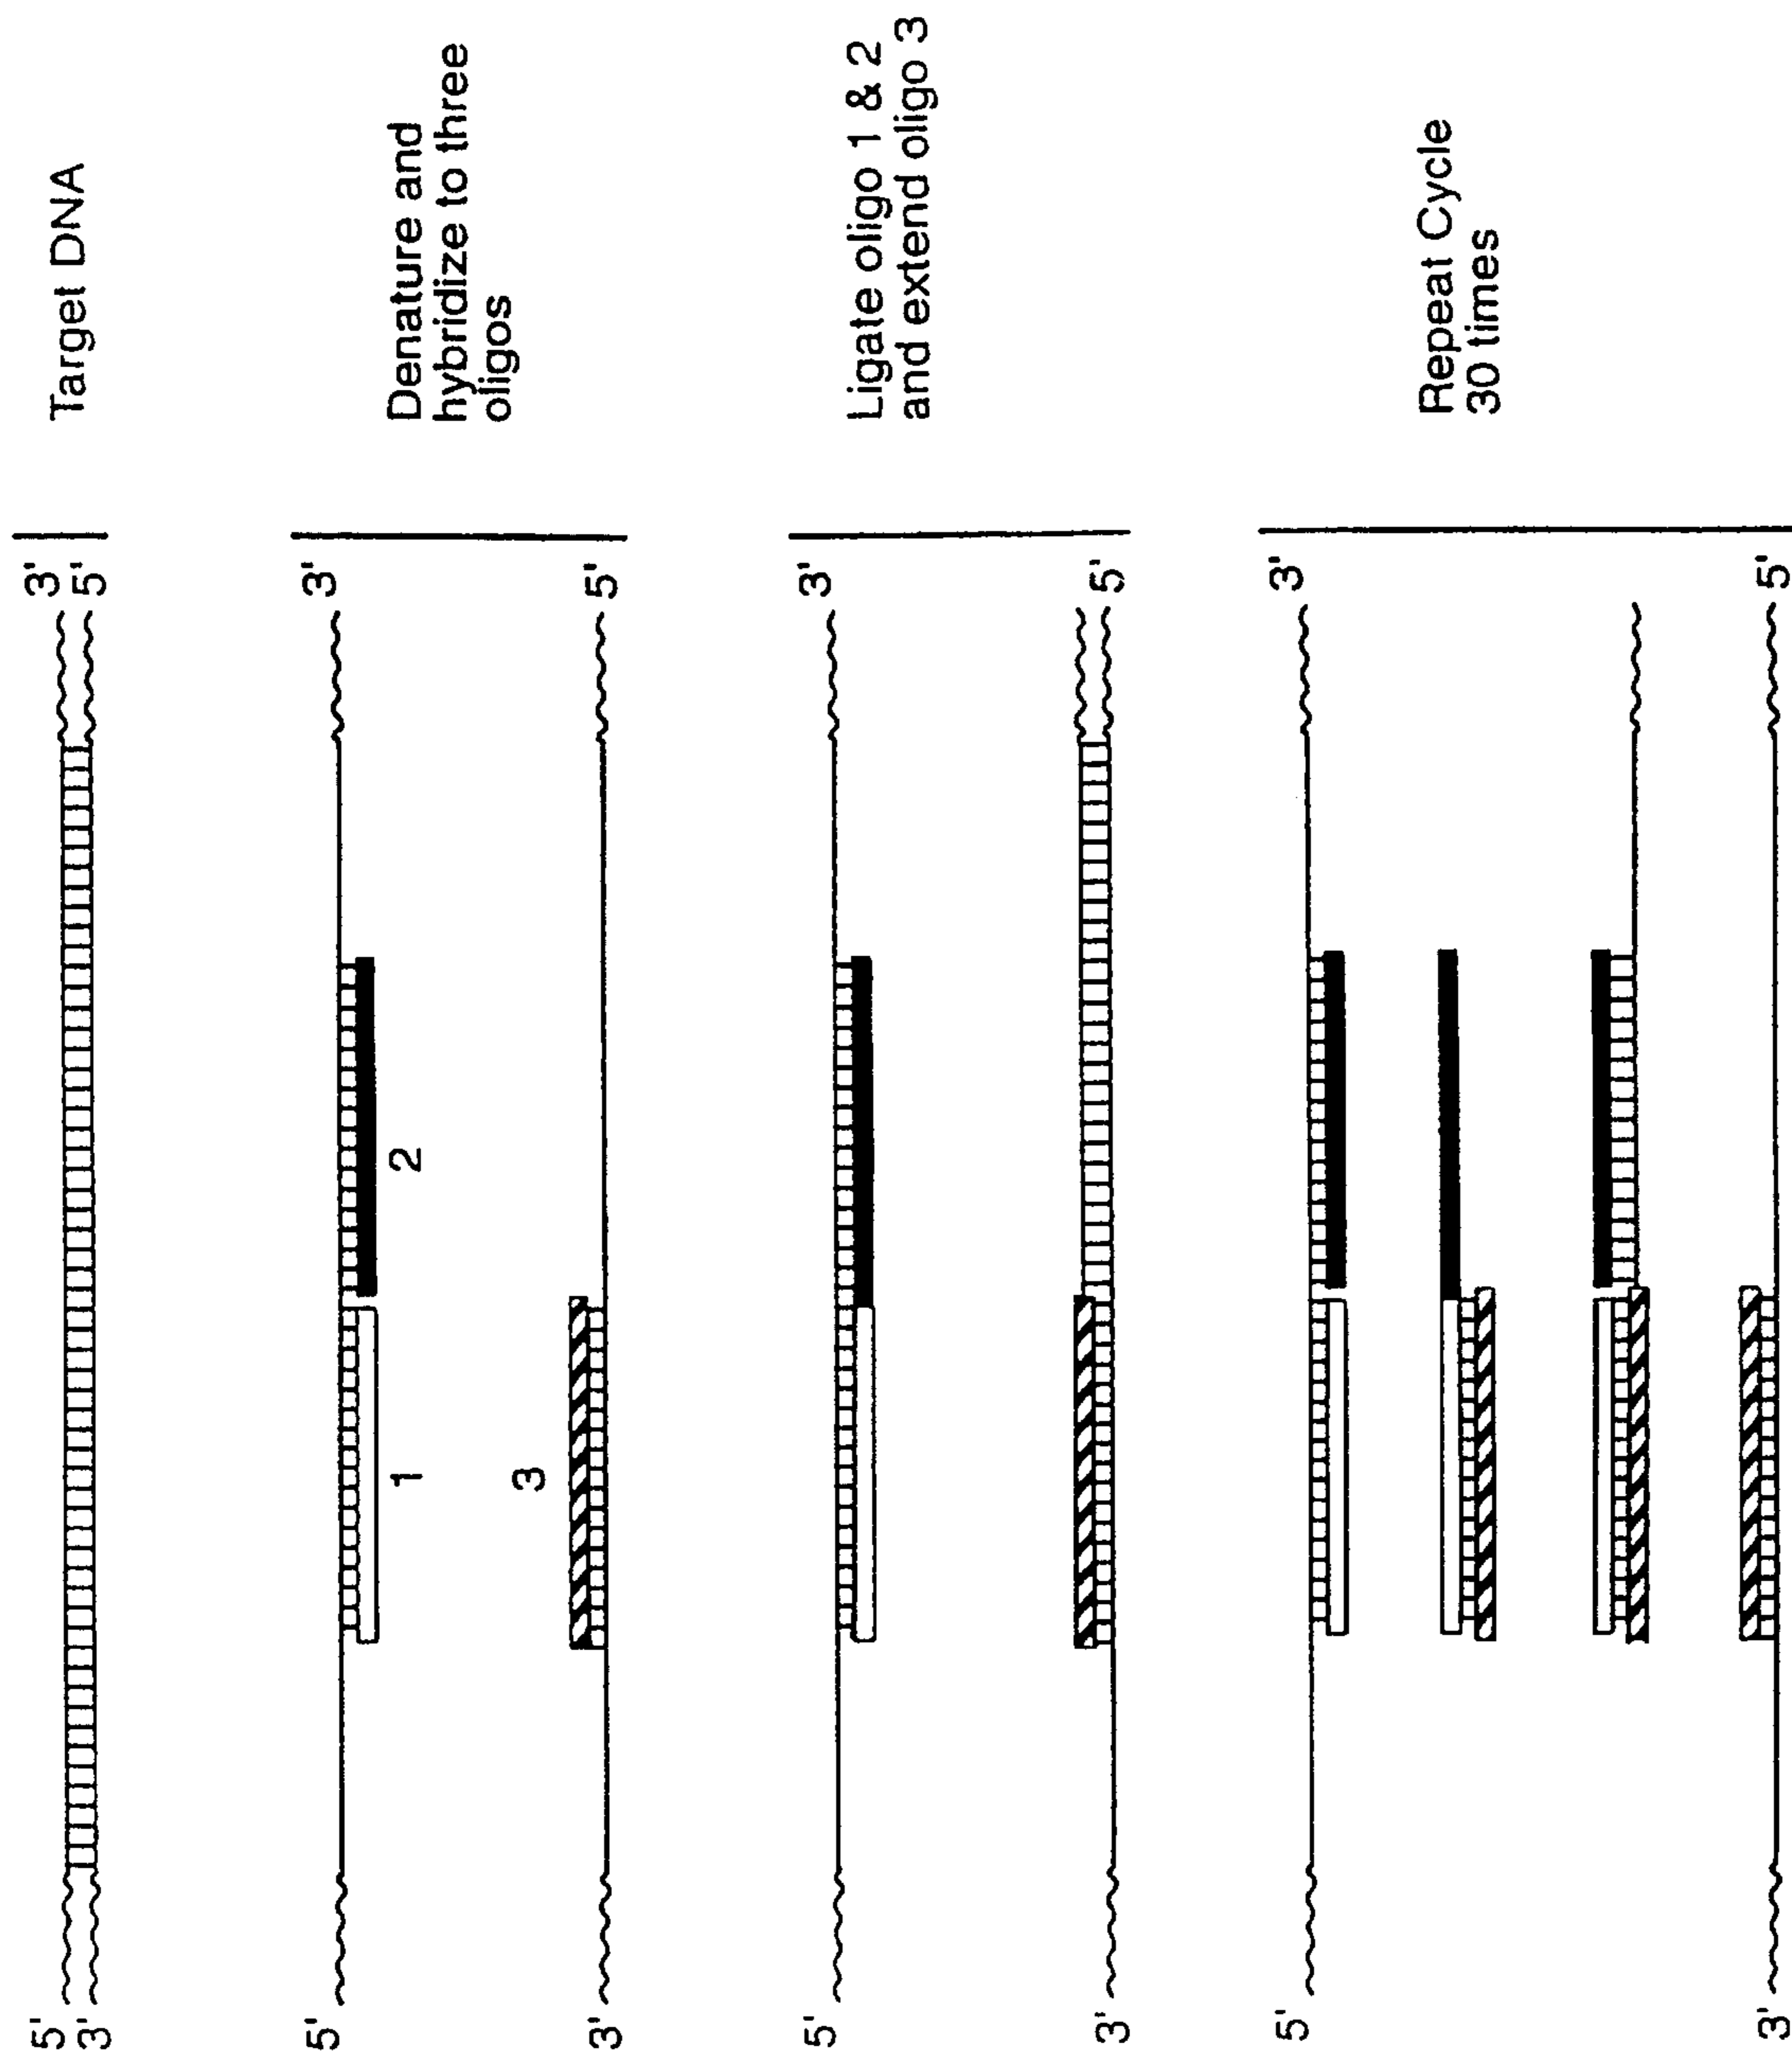 5' 3'
Target DNA
3' 5'
5' 3'
Denature and
hybridize to three
oligos
1 2
3
3' 5'
5' 3'
Ligate oligo 1 & 2
and extend oligo 3
3' 5'
5' 3'
Repeat Cycle
30 times
3' 5'